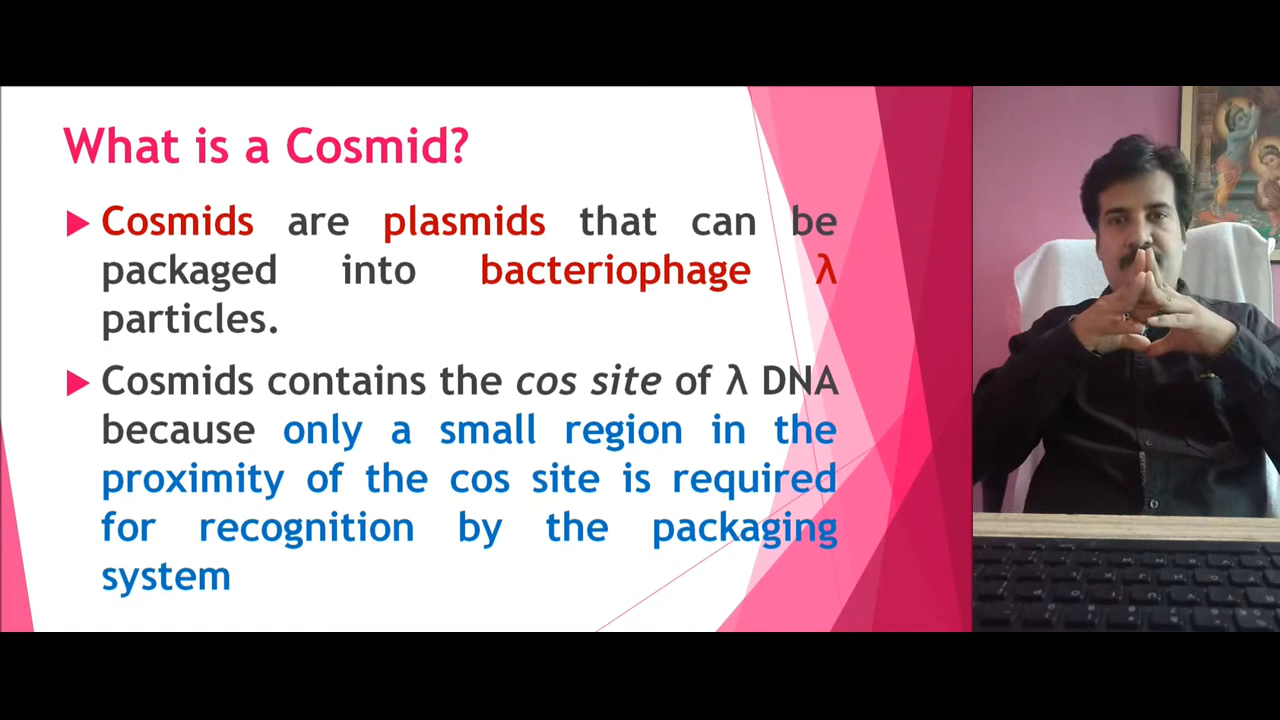 What is a Cosmid?
Cosmids are plasmids that can be
packaged into bacteriophage λ
particles.
Cosmids contains the cos site of λ DNA
because only a small region in the
proximity of the cos site is required
for recognition by the packaging
system